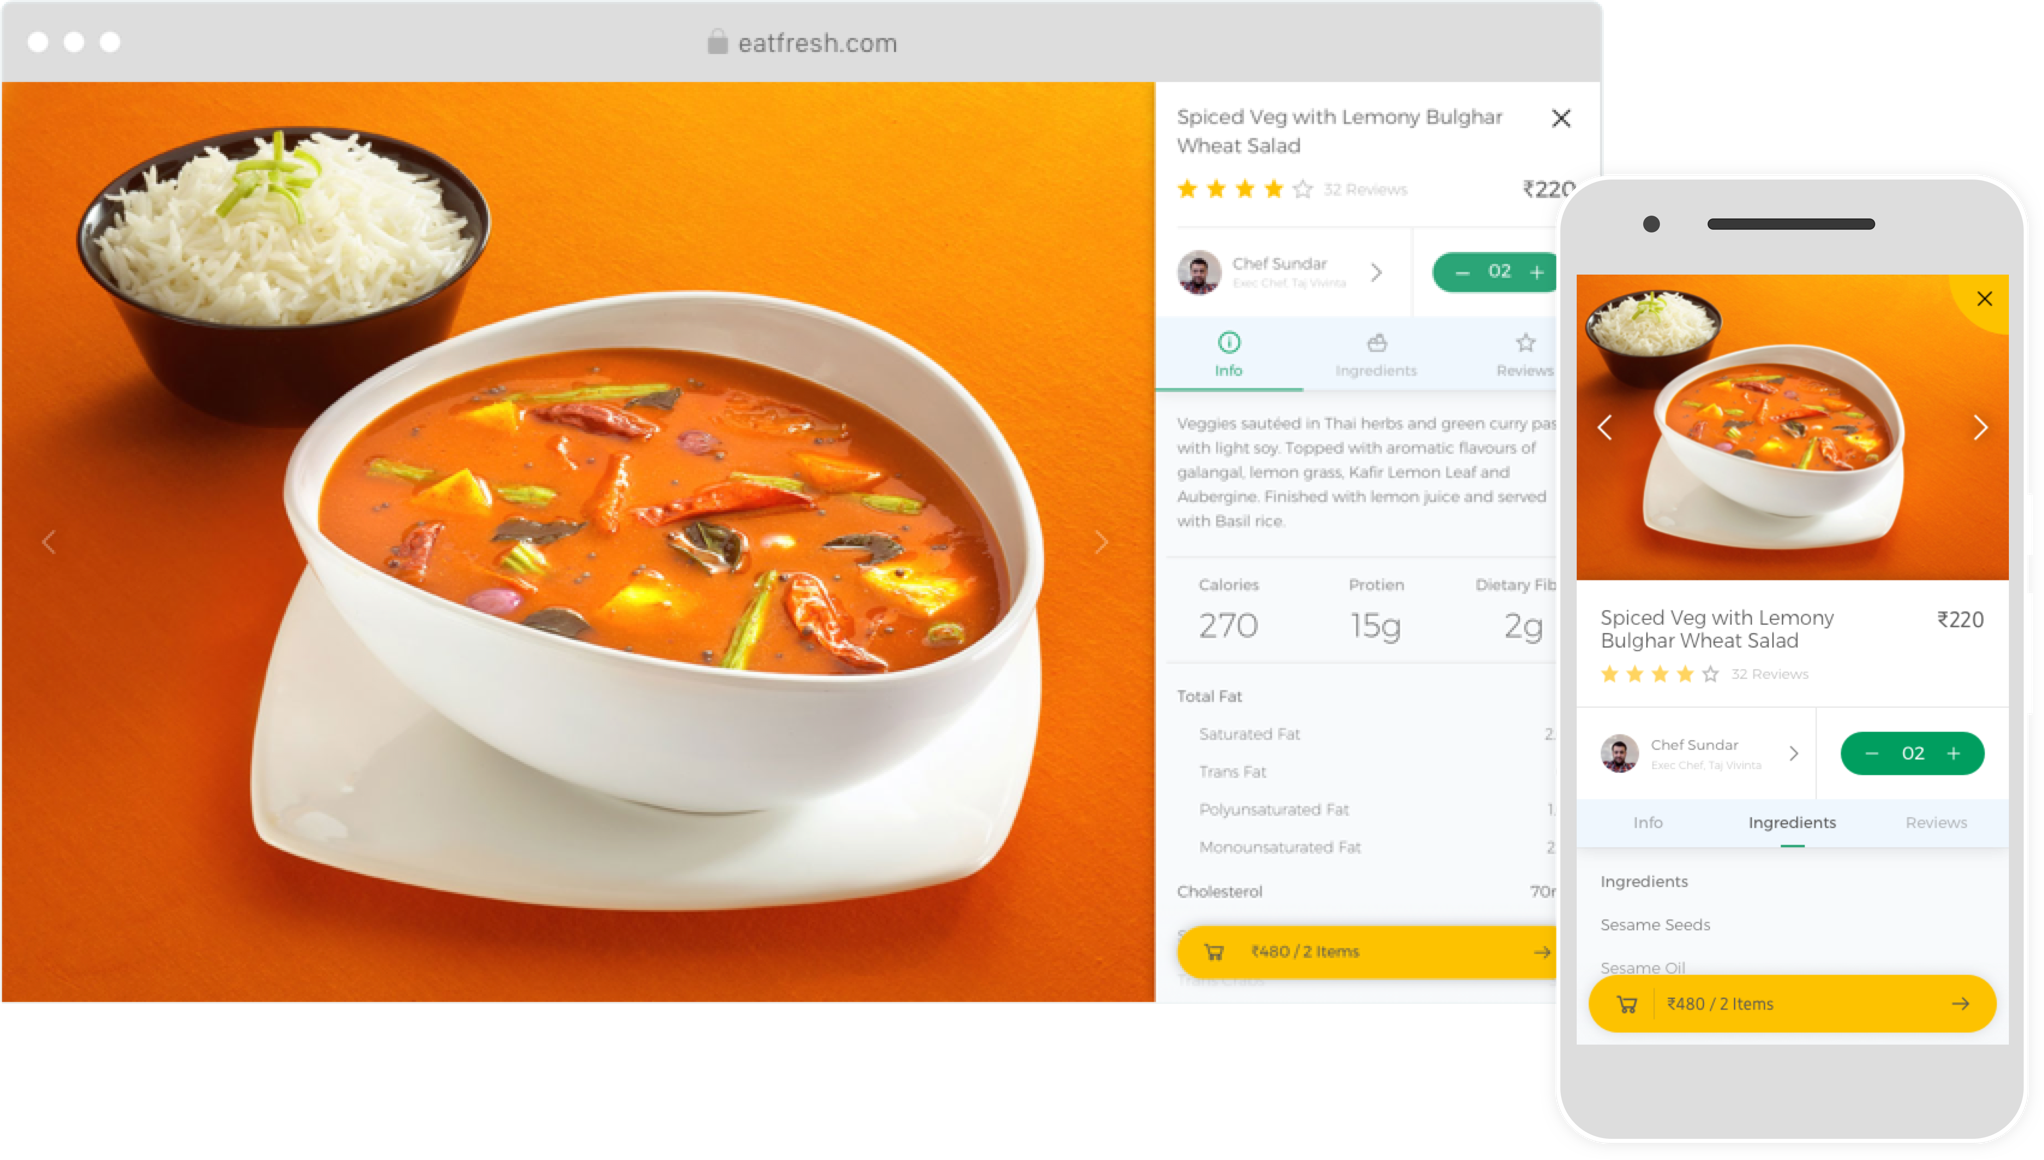 eatfresh.com
Spiced Veg with Lemony Bulghar
Wheat Salad
32 Reviews
₹220
Chef Sundar
Exec Chef, Taj Vivinta
02
Info
Ingredients
Reviews
Veggies sautéed in Thai herbs and green curry pas
with light soy. Topped with aromatic flavours of
galangal, lemon grass, Kafir Lemon Leaf and
Aubergine. Finished with lemon juice and served
with Basil rice.
Calories
Protien
Dietary Fib
270
15g
2g
Total Fat
Saturated Fat
2.
Trans Fat
Polyunsaturated Fat
1.
Monounsaturated Fat
2
Cholesterol
70
₹480 / 2 Items
Trans Crabs
Spiced Veg with Lemony
Bulghar Wheat Salad
₹220
32 Reviews
Chef Sundar
Exec Chef, Taj Vivinta
02
Info
Ingredients
Reviews
Ingredients
Sesame Seeds
Sesame Oil
₹480 / 2 Items